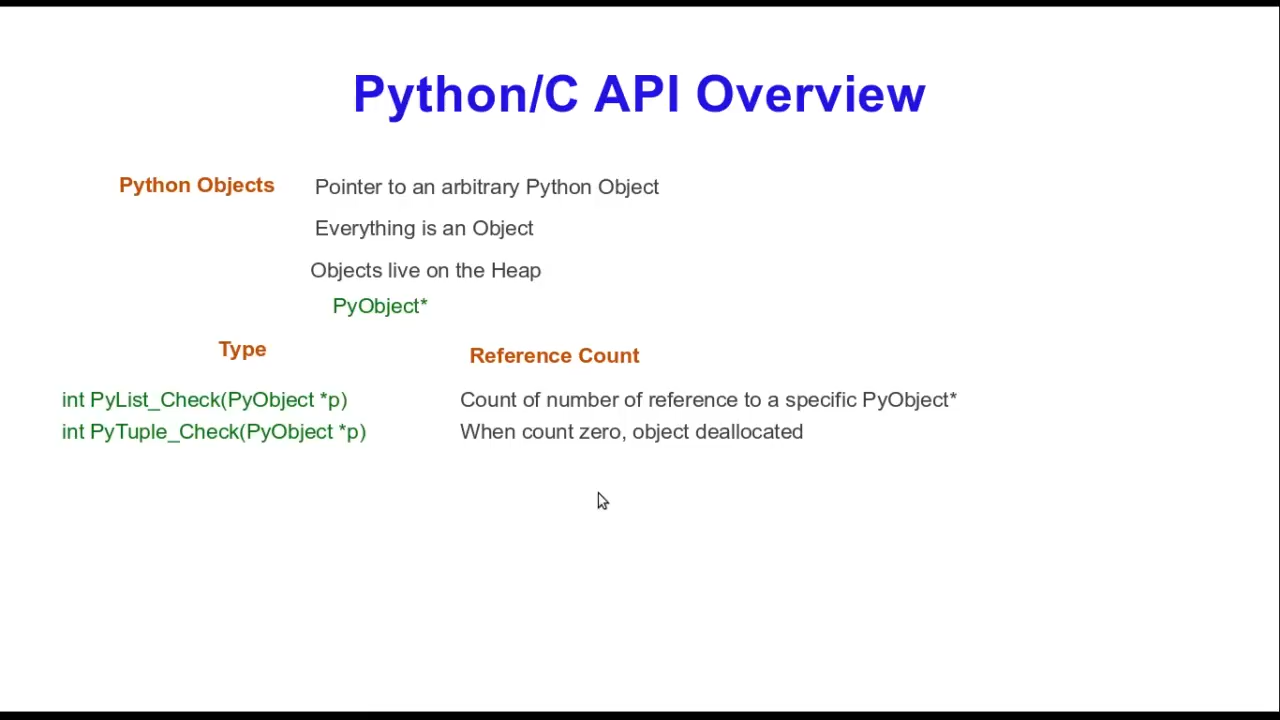 Python/C API Overview
Python Objects
Pointer to an arbitrary Python Object
Everything is an Object
Objects live on the Heap
PyObject*
Type
int PyList_Check(PyObject *p)
int PyTuple_Check(PyObject *p)
Reference Count
Count of number of reference to a specific PyObject*
When count zero, object deallocated